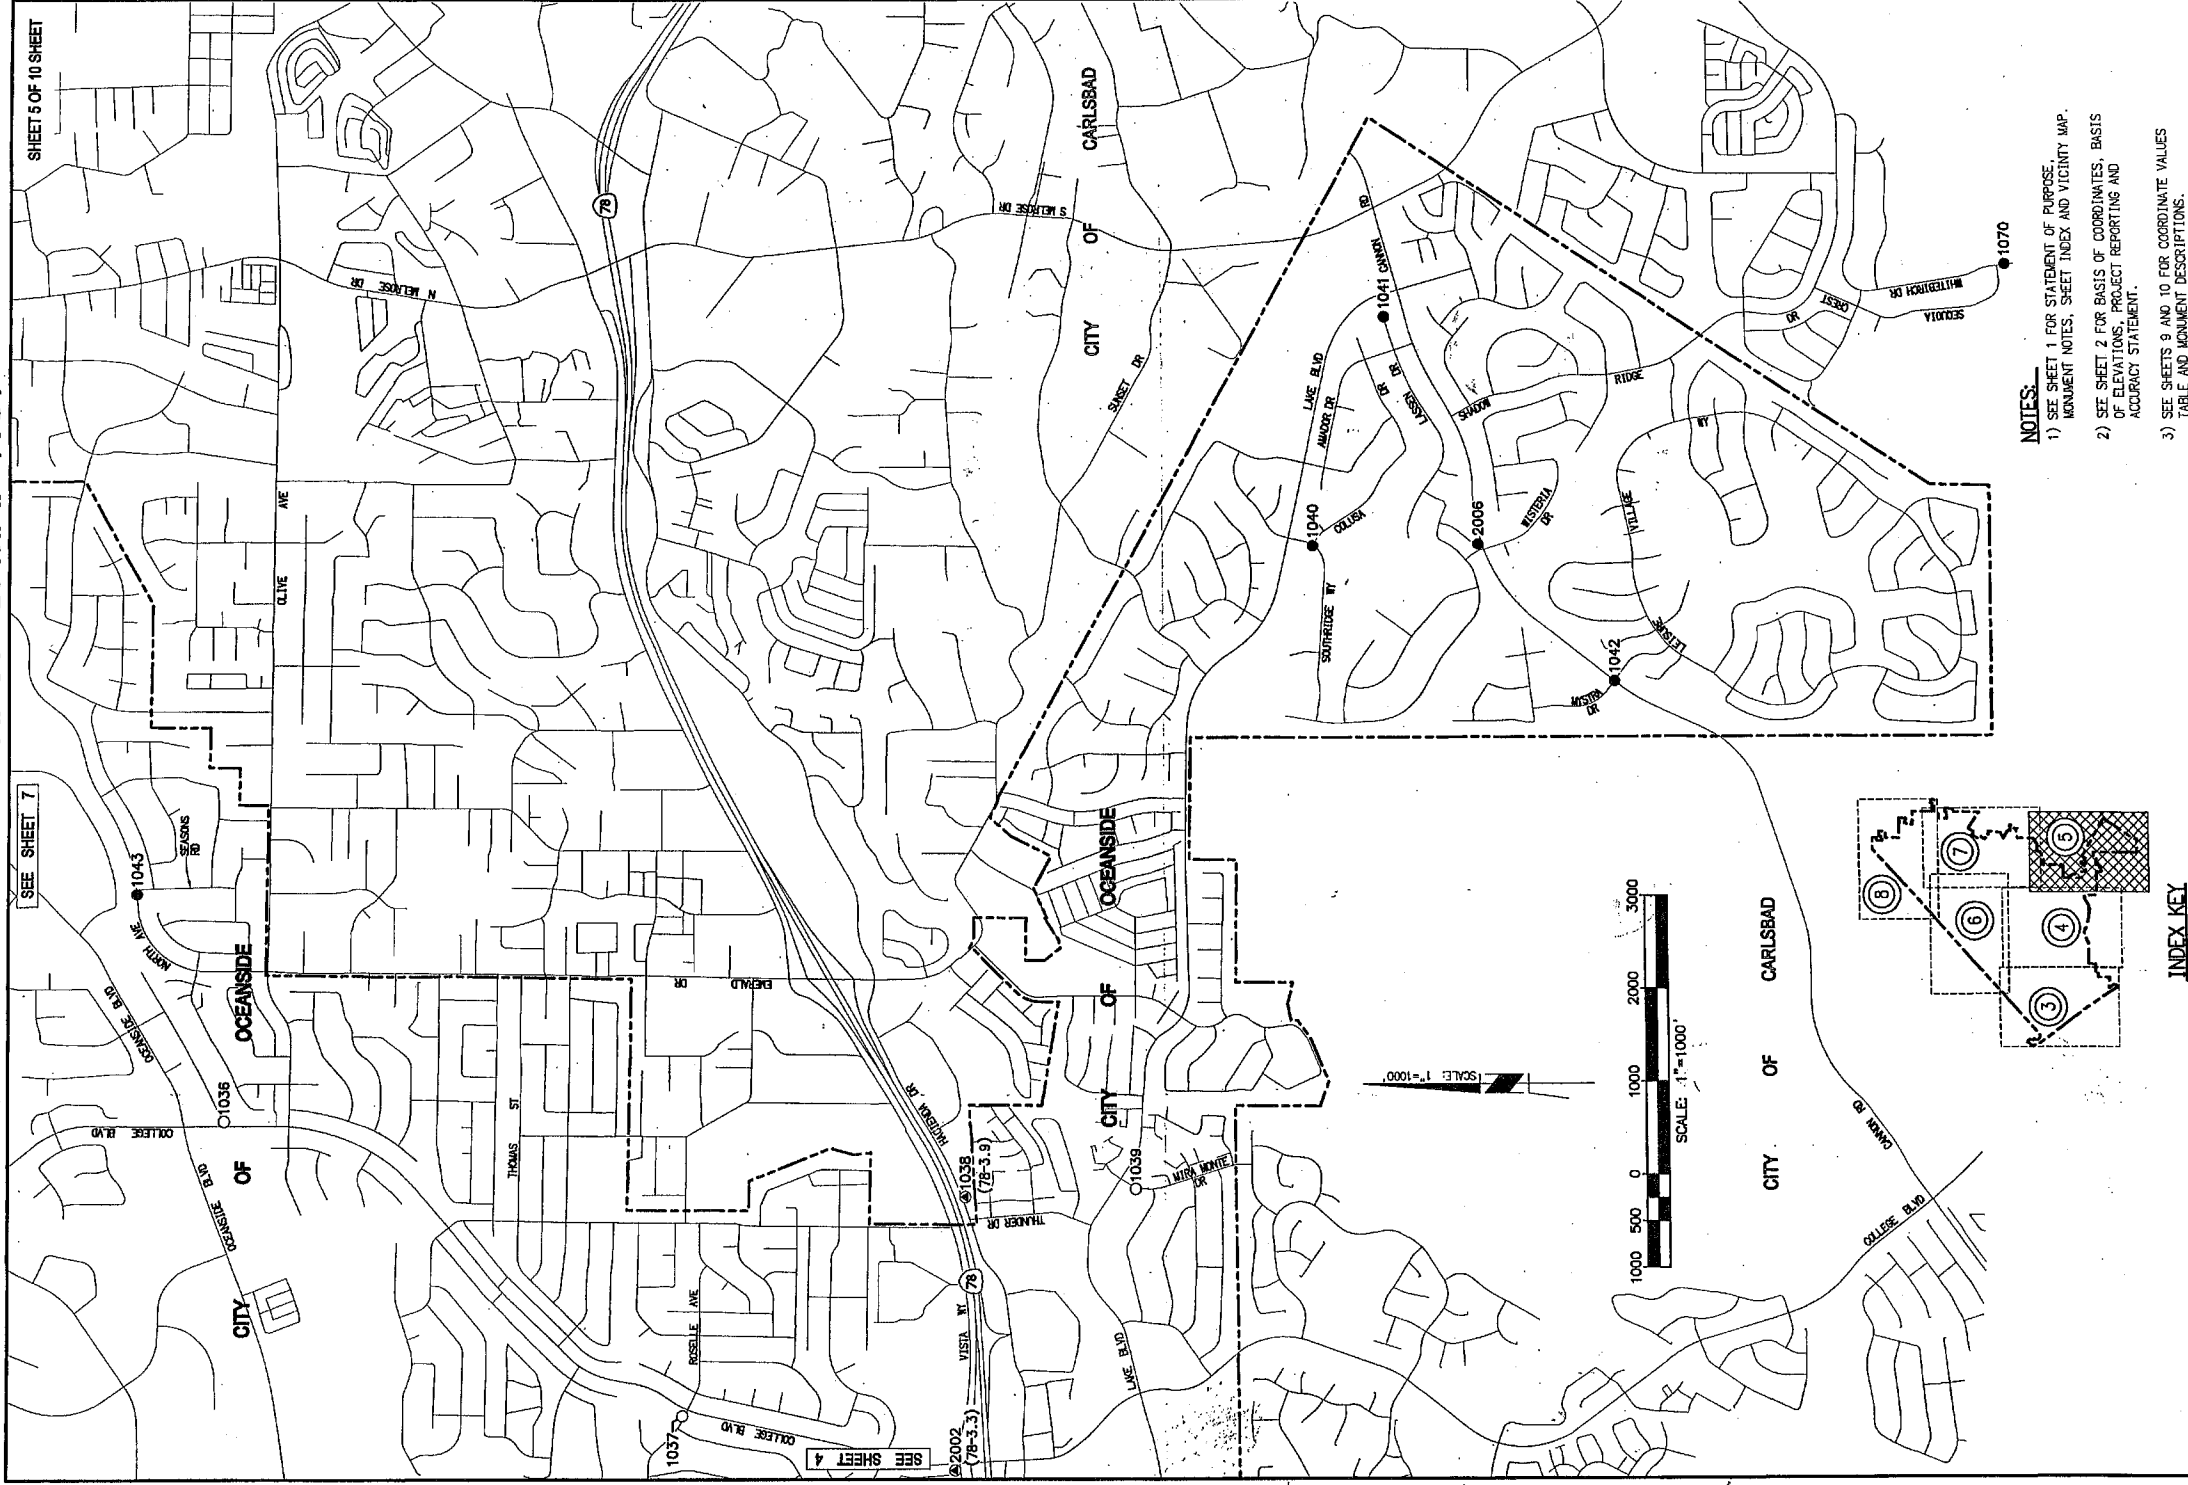 SHEET 5 OF 10 SHEET
SEE SHEET 7
1043
NORTH AVE
SEASONS
RD
OCEANSIDE BLVD
OCEANSIDE
OF
CITY
1036
COLLEGE BLVD
OCEANSIDE BLVD
OCEANSIDE BLVD
OLIVE
AVE
N MELROSE DR
78
THOMAS
ST
EMERALD
DR
ROSELLE AVE
1037
COLLEGE BLVD
SEE SHEET 4
2002
(78-3.3)
VISTA WY
78
HACIENDA DR
1038
(78-3.9)
THUNDER DR
LAKE BLVD
1039
MIRA MONTE
DR
CITY
OF
OCEANSIDE
CITY
OF
CARLSBAD
S MELROSE DR
SUNSET DR
LAKE BLVD
AMADOR DR
DR
LASSEN DR
1041
CANNON
RD
1040
COLUSA
SOUTHRIDGE WY
2006
WISTERIA
DR
SHADOW
RIDGE
DR
CREST
WY
VILLAGE
LEISURE
1042
MYSTRA
DR
SEQUOIA
WHITEBIRCH DR
1070
SCALE: 1"=1000'
1000
500
0
1000
2000
3000
SCALE: 1"=1000'
CITY
OF
CARLSBAD
CANNON RD
COLLEGE BLVD
8
7
6
5
4
3
INDEX KEY
NOTES:
1) SEE SHEET 1 FOR STATEMENT OF PURPOSE,
MONUMENT NOTES, SHEET INDEX AND VICINTY MAP.
2) SEE SHEET 2 FOR BASIS OF COORDINATES, BASIS
OF ELEVATIONS, PROJECT REPORTING AND
ACCURACY STATEMENT.
3) SEE SHEETS 9 AND 10 FOR COORDINATE VALUES
TABLE AND MONUMENT DESCRIPTIONS.